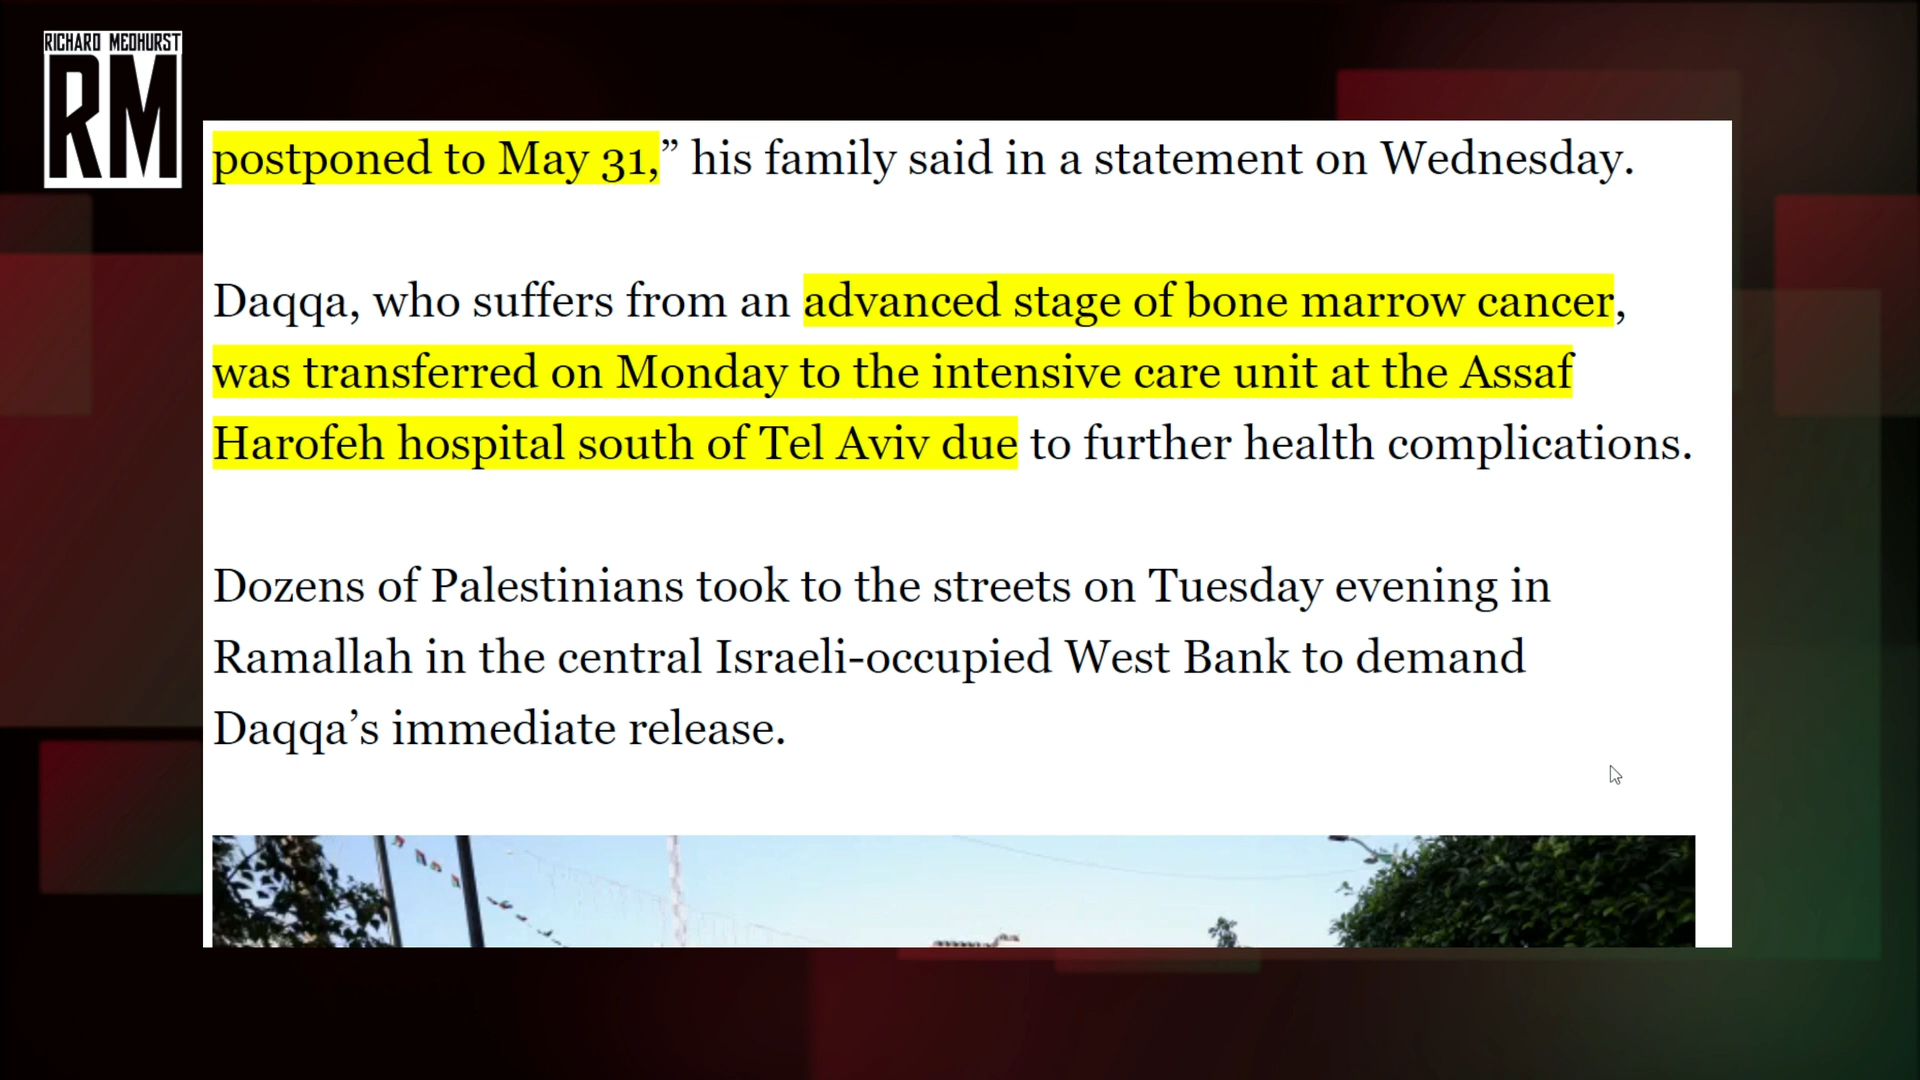 RICHARD MEDHURST
RM
postponed to May 31,” his family said in a statement on Wednesday.
Daqqa, who suffers from an advanced stage of bone marrow cancer,
was transferred on Monday to the intensive care unit at the Assaf
Harofeh hospital south of Tel Aviv due to further health complications.
Dozens of Palestinians took to the streets on Tuesday evening in
Ramallah in the central Israeli-occupied West Bank to demand
Daqqa’s immediate release.